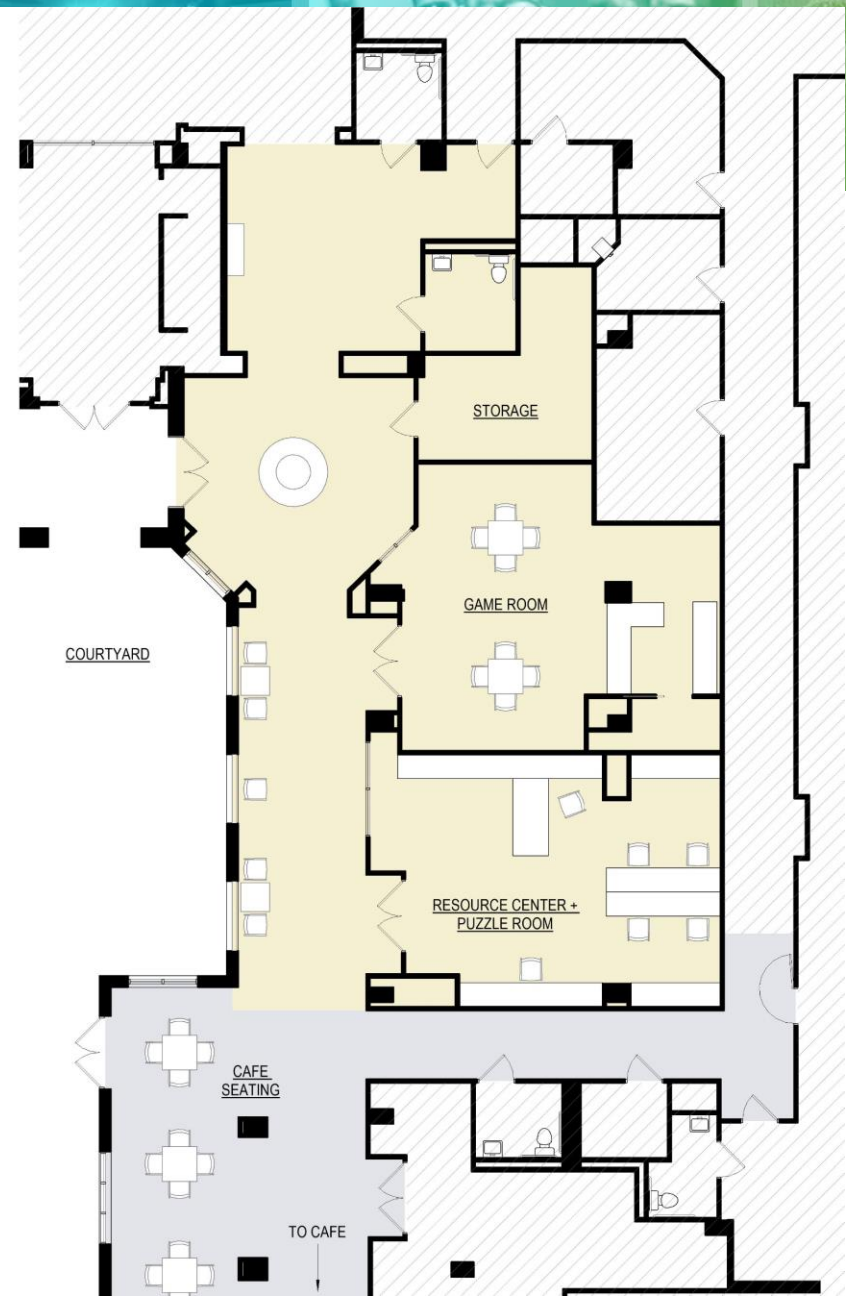 STORAGE
GAME ROOM
COURTYARD
RESOURCE CENTER +
PUZZLE ROOM
CAFE
SEATING
TO CAFE